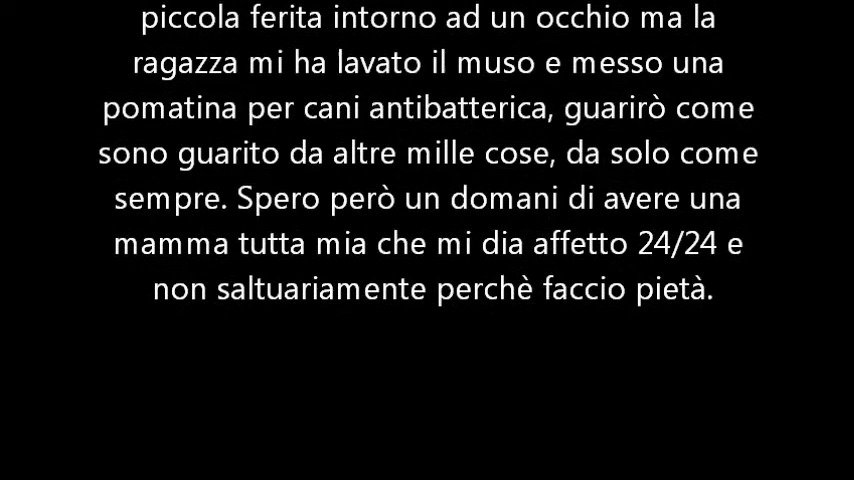 piccola ferita intorno ad un occhio ma la
ragazza mi ha lavato il muso e messo una
pomatina per cani antibatterica, guarirò come
sono guarito da altre mille cose, da solo come
sempre. Spero però un domani di avere una
mamma tutta mia che mi dia affetto 24/24 e
non saltuariamente perchè faccio pietà.